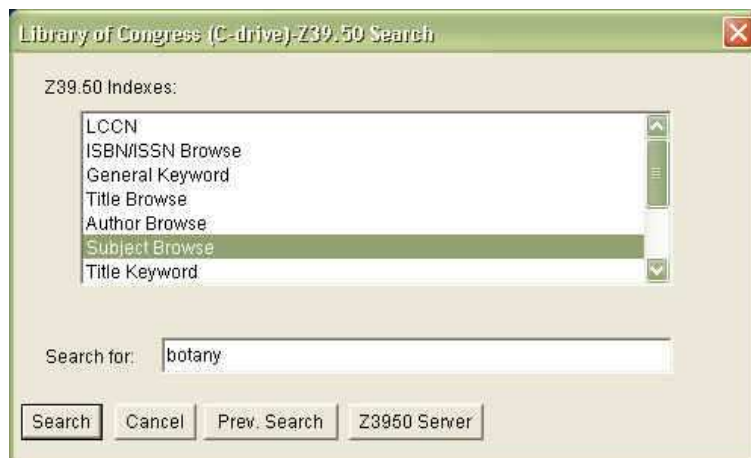 Library of Congress (C-drive)-Z39.50 Search
Z39.50 Indexes:
LCCN
ISBN/ISSN Browse
General Keyword
Title Browse
Author Browse
Subject Browse
Title Keyword
Search for: botany
Search Cancel Prev. Search Z3950 Server